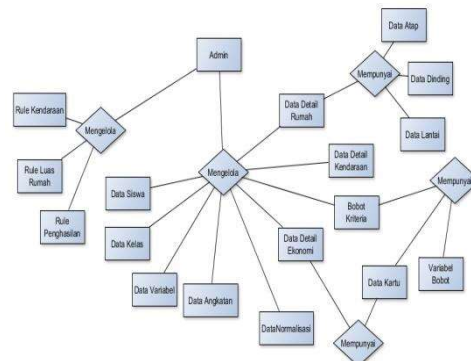 Data Atap
Admin
Mempunyai
Data Dinding
Rule Kendaraan
Data Detail
Rumah
Mengelola
Data Lantai
Data Detail
Kendaraan
Rule Luas
Rumah
Mengelola
Mempunyai
Data Siswa
Bobot
Kriteria
Rule
Penghasilan
Data Kelas
Data Detail
Ekonomi
Data Variabel
Data Angkatan
Data Kartu
Variabel
Bobot
DataNormalisasi
Mempunyai